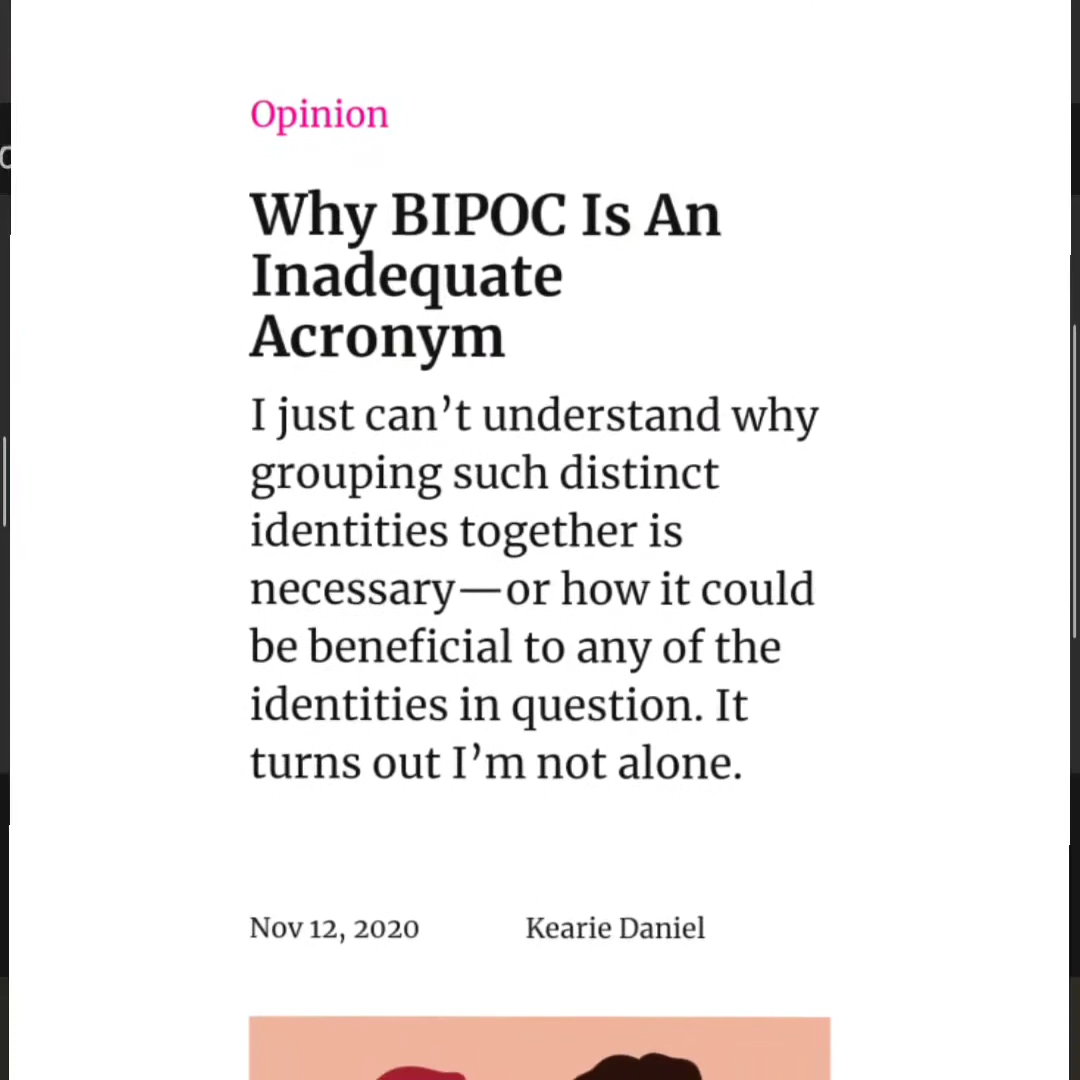 Opinion
Why BIPOC Is An
Inadequate
Acronym
I just can’t understand why
grouping such distinct
identities together is
necessary—or how it could
be beneficial to any of the
identities in question. It
turns out I’m not alone.
Nov 12, 2020 Kearie Daniel